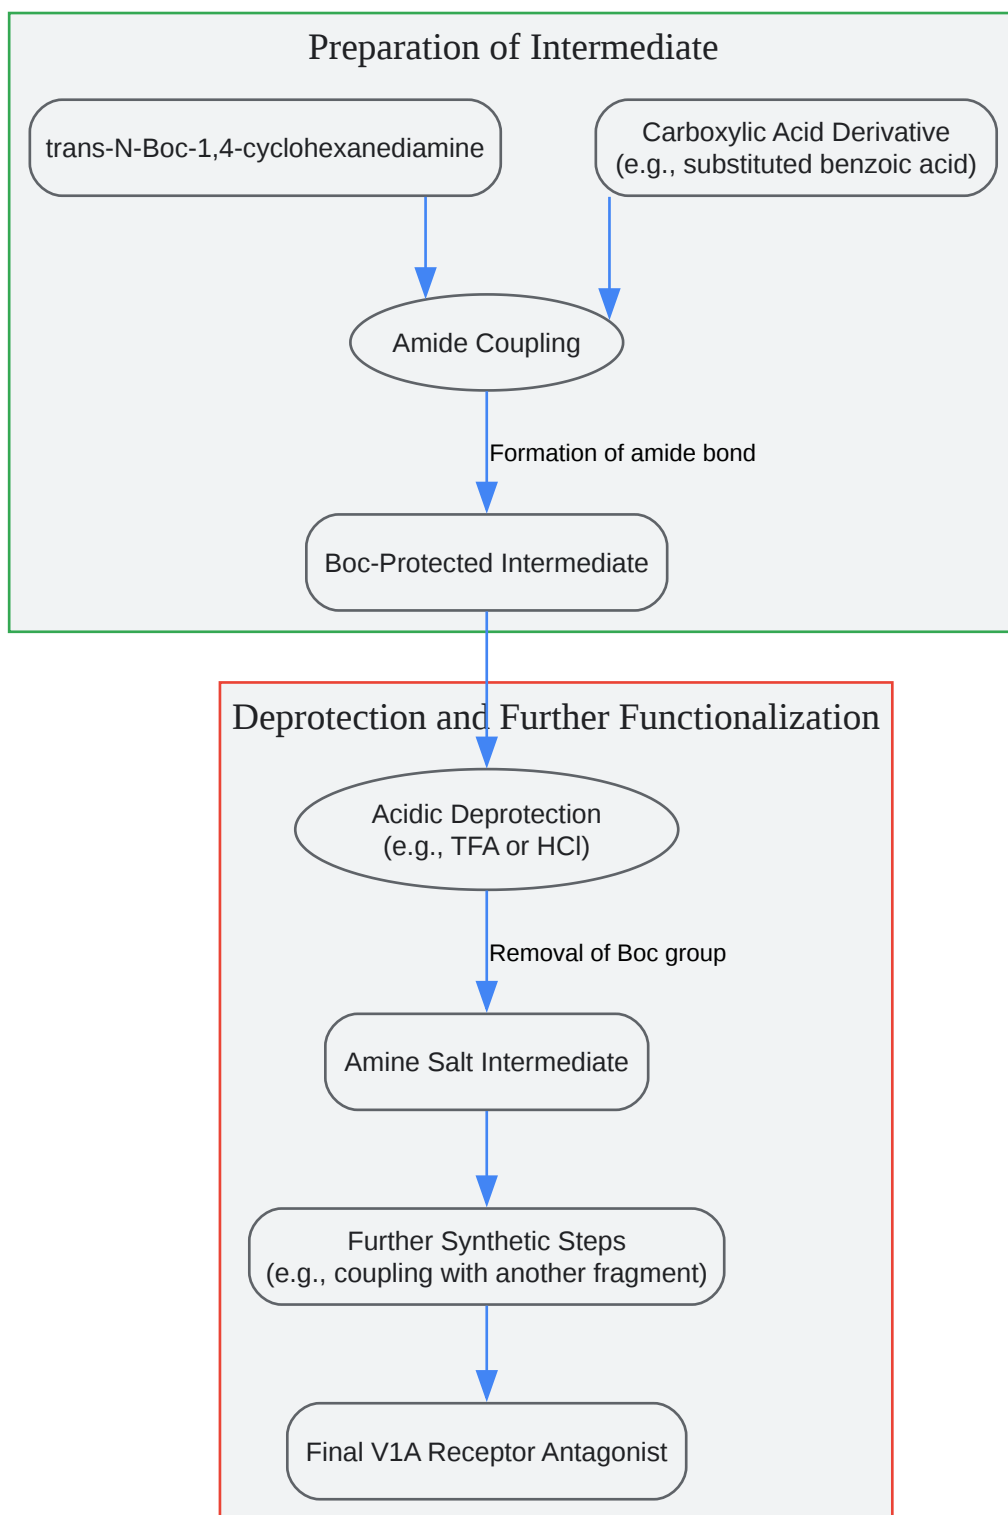 Preparation of Intermediate
trans-N-Boc-1,4-cyclohexanediamine
Carboxylic Acid Derivative
(e.g., substituted benzoic acid)
Amide Coupling
Formation of amide bond
Boc-Protected Intermediate
Deprotection and Further Functionalization
Acidic Deprotection
(e.g., TFA or HCl)
Removal of Boc group
Amine Salt Intermediate
Further Synthetic Steps
(e.g., coupling with another fragment)
Final V1A Receptor Antagonist